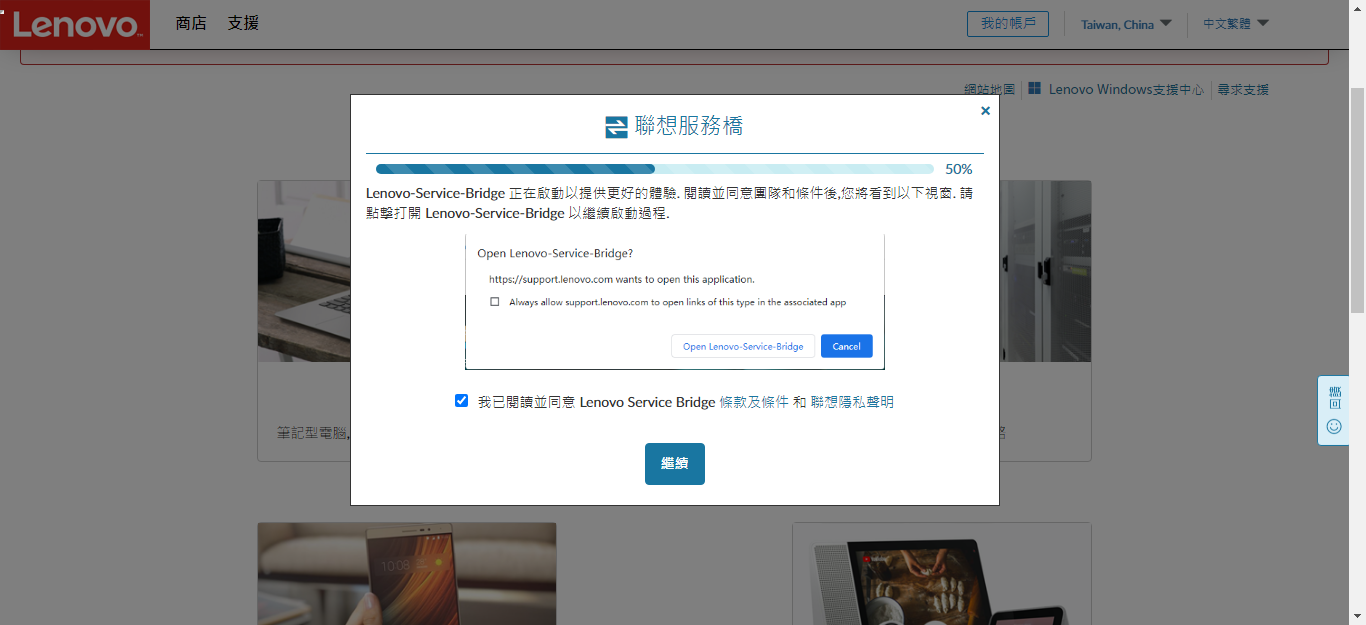 Lenovo™
商店 支援
我的帳戶
Taiwan, China
中文繁體
網站地圖
Lenovo Windows支援中心
尋求支援
聯想服務橋
50%
Lenovo-Service-Bridge 正在啟動以提供更好的體驗. 閱讀並同意團隊和條件後,您將看到以下視窗. 請
點擊打開 Lenovo-Service-Bridge 以繼續啟動過程.
Open Lenovo-Service-Bridge?
https://support.lenovo.com wants to open this application.
Always allow support.lenovo.com to open links of this type in the associated app
Open Lenovo-Service-Bridge
Cancel
我已閱讀並同意 Lenovo Service Bridge 條款及條件 和 聯想隱私聲明
繼續
筆記型電腦,
10:08
YouTube